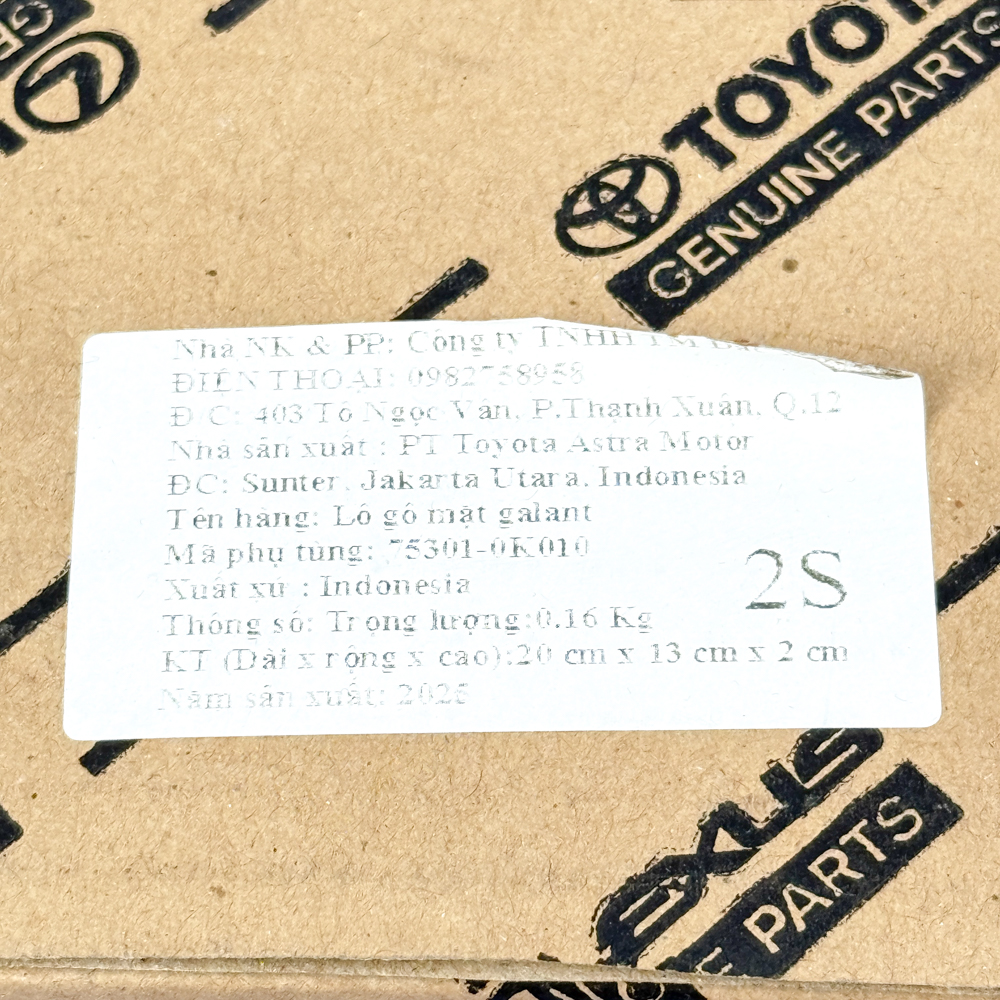 TOYOTA
GENUINE PARTS
Nhà NK & PP: Công ty TNHH TM
ĐIỆN THOẠI: 0982758958
Đ/C: 403 Tô Ngọc Vân, P.Thạnh Xuân, Q.12
Nhà sản xuất : PT Toyota Astra Motor
ĐC: Sunter, Jakarta Utara, Indonesia
Tên hàng: Lô gô mặt galant
Mã phụ tùng: 75301-0K010
Xuất xứ : Indonesia
2S
Thông số: Trọng lượng:0.16 Kg
KT (Dài x rộng x cao):20 cm x 13 cm x 2 cm
Năm sản xuất: 2025
LEXUS
PARTS